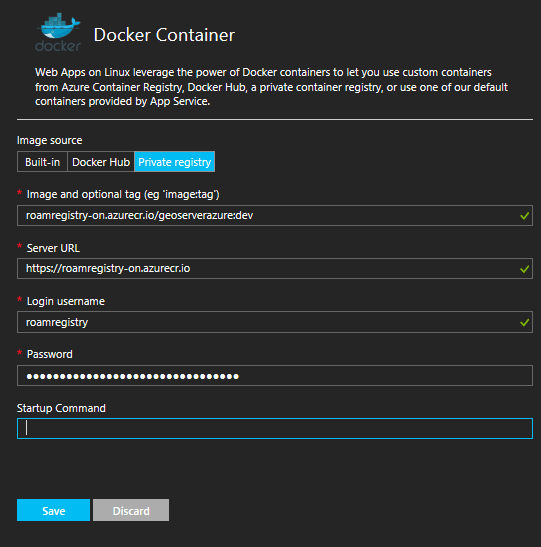 docker
Docker Container
Web Apps on Linux leverage the power of Docker containers to let you use custom containers
from Azure Container Registry, Docker Hub, a private container registry, or use one of our default
containers provided by App Service.
Image source
Built-in Docker Hub Private registry
* Image and optional tag (eg 'image:tag')
roamregistry-on.azurecr.io/geoserverazure:dev
* Server URL
https://roamregistry-on.azurecr.io
* Login username
roamregistry
* Password
••••••••••••••••••••••••••••••••
Startup Command
Save Discard